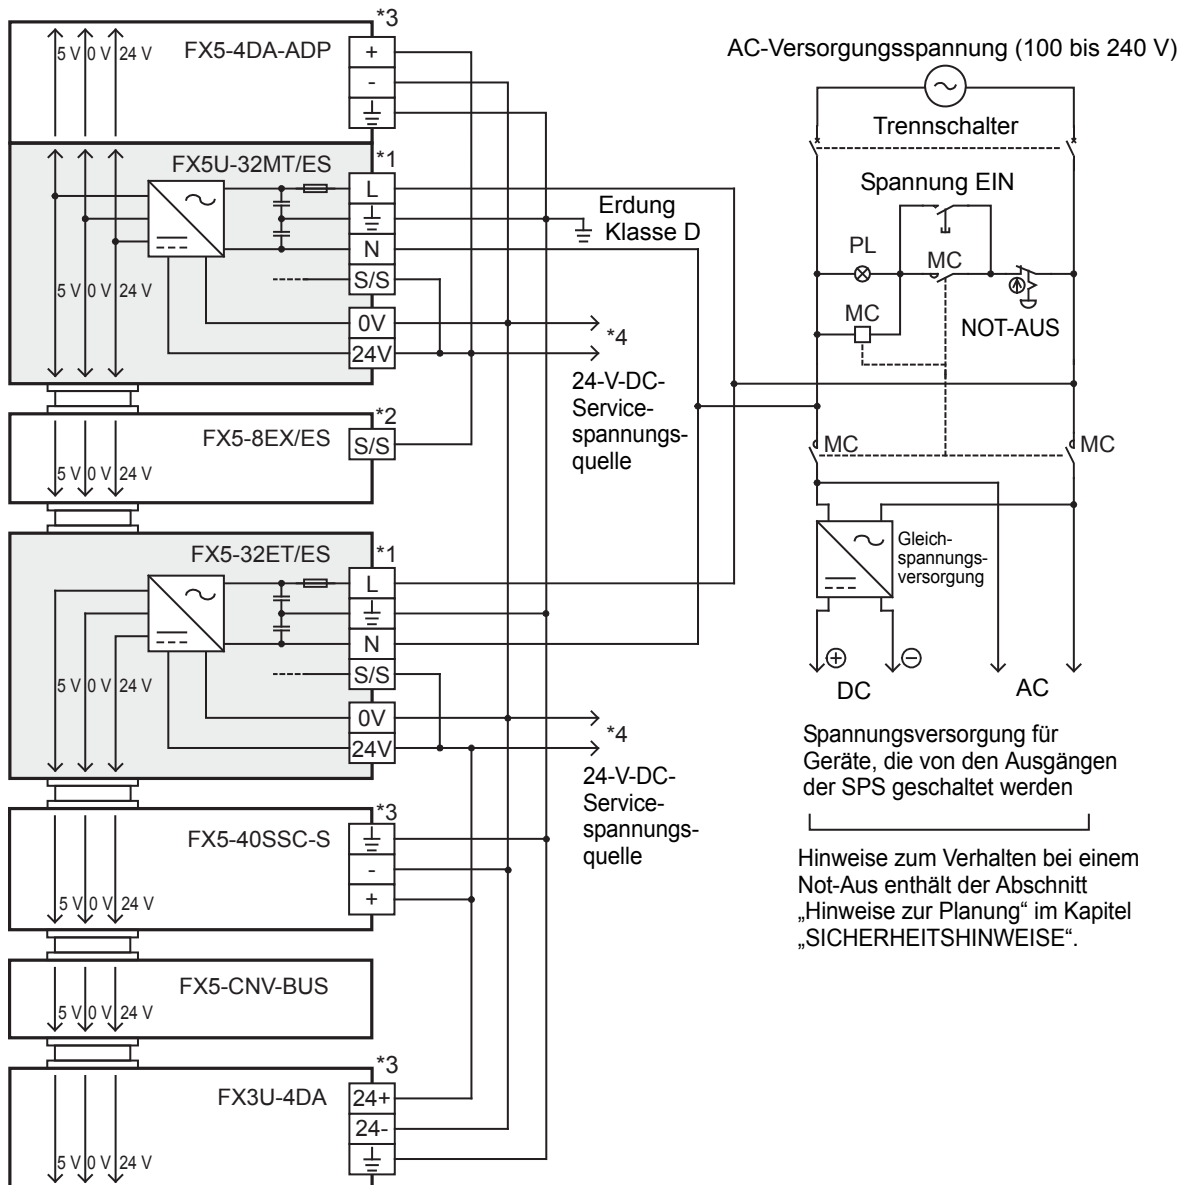 *3
5 V 0 V 24 V
FX5-4DA-ADP
+
-
AC-Versorgungsspannung (100 bis 240 V)
Trennschalter
FX5U-32MT/ES
*1
L
N
S/S
0V
24V
5 V 0 V 24 V
Erdung
Klasse D
Spannung EIN
PL
MC
MC
NOT-AUS
*4
24-V-DC-
Service-
spannungs-
quelle
FX5-8EX/ES
*2
S/S
5 V 0 V 24 V
MC
MC
Gleich-
spannungs-
versorgung
FX5-32ET/ES
*1
L
N
S/S
0V
24V
5 V 0 V 24 V
+
-
DC
AC
*4
24-V-DC-
Service-
spannungs-
quelle
Spannungsversorgung für
Geräte, die von den Ausgängen
der SPS geschaltet werden
Hinweise zum Verhalten bei einem
Not-Aus enthält der Abschnitt
„Hinweise zur Planung“ im Kapitel
„SICHERHEITSHINWEISE“.
FX5-40SSC-S
*3
-
+
5 V 0 V 24 V
FX5-CNV-BUS
5 V 0 V 24 V
*3
FX3U-4DA
24+
24-
5 V 0 V 24 V